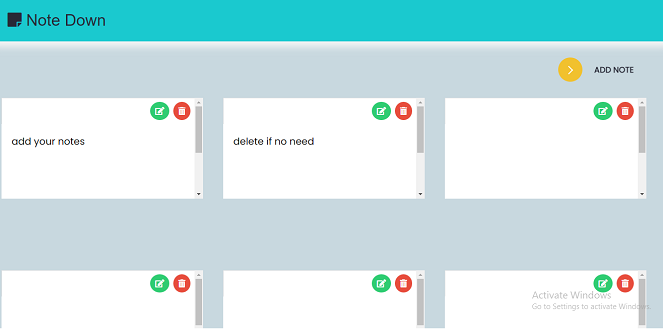 Note Down
ADD NOTE
add your notes
delete if no need
Activate Windows
Go to Settings to activate Windows.